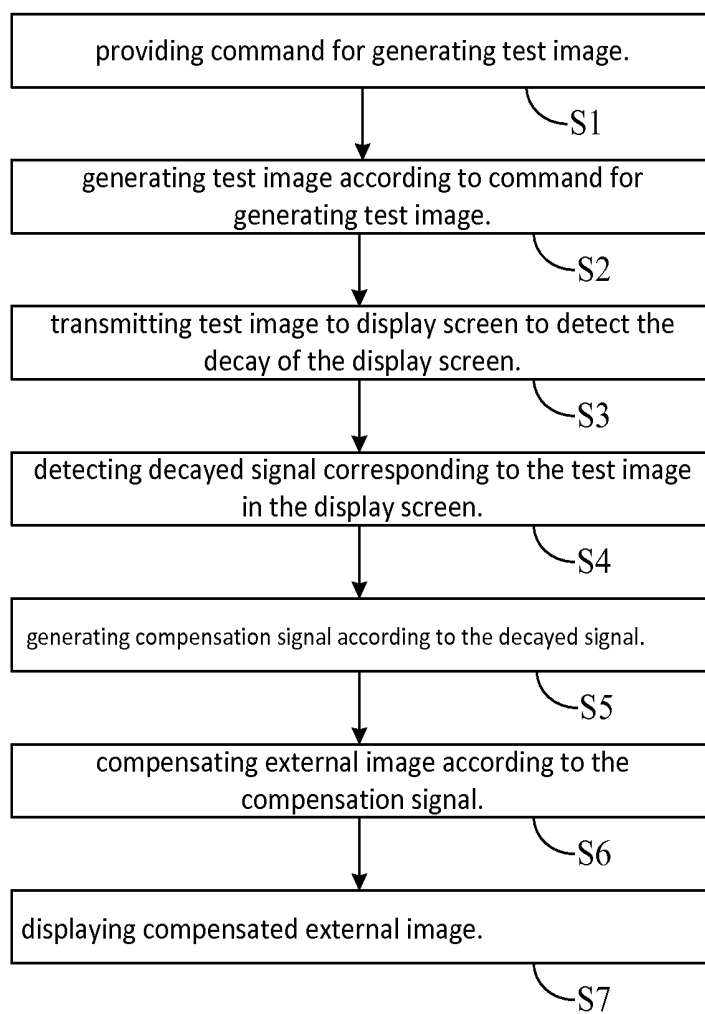 providing command for generating test image.
S1
generating test image according to command for
generating test image.
S2
transmitting test image to display screen to detect the
decay of the display screen.
S3
detecting decayed signal corresponding to the test image
in the display screen.
S4
generating compensation signal according to the decayed signal.
S5
compensating external image according to the
compensation signal.
S6
displaying compensated external image.
S7